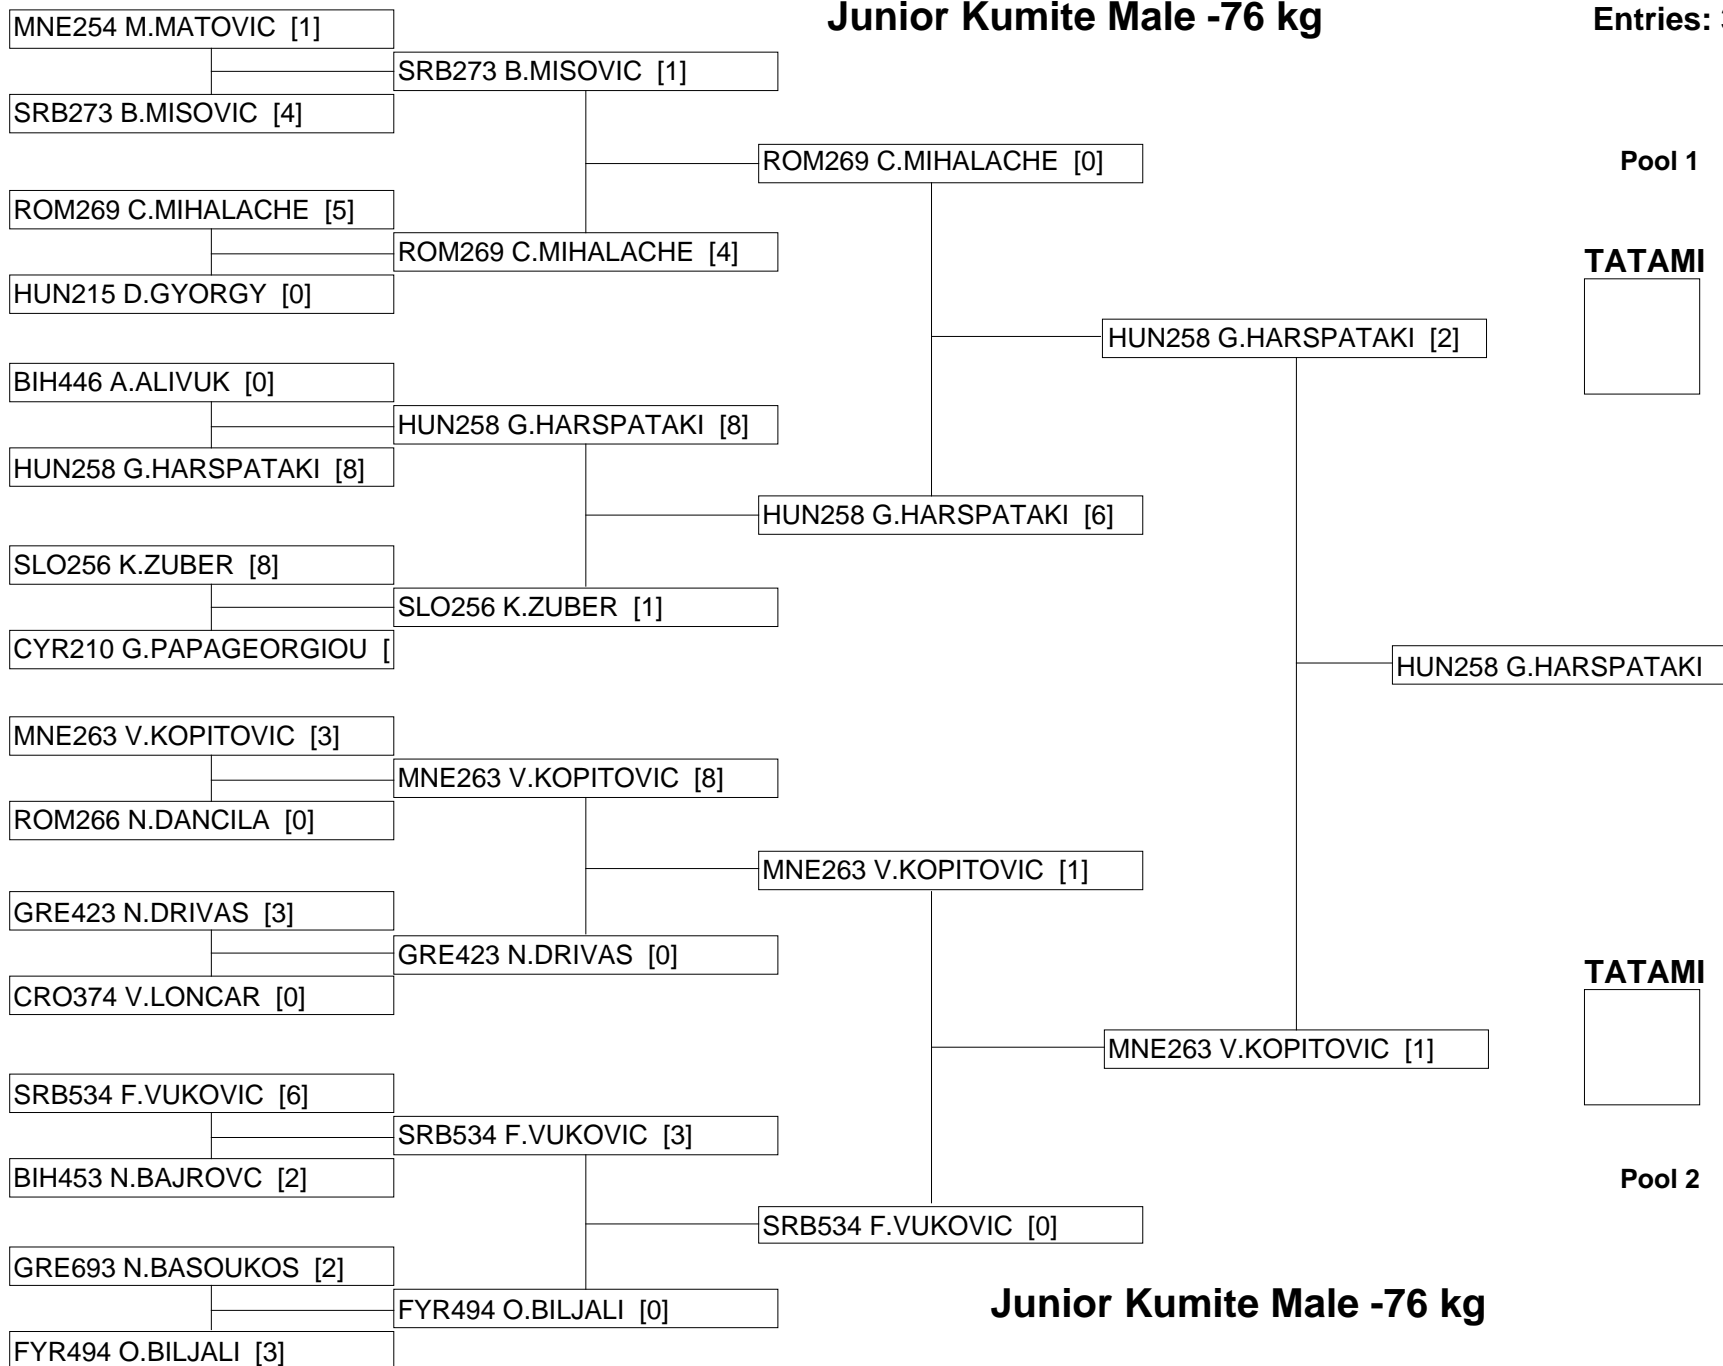 Junior Kumite Male -76 kg
Entries:
MNE254 M.MATOVIC [1]
SRB273 B.MISOVIC [1]
SRB273 B.MISOVIC [4]
ROM269 C.MIHALACHE [0]
Pool 1
ROM269 C.MIHALACHE [5]
ROM269 C.MIHALACHE [4]
TATAMI
HUN215 D.GYORGY [0]
HUN258 G.HARSPATAKI [2]
BIH446 A.ALIVUK [0]
HUN258 G.HARSPATAKI [8]
HUN258 G.HARSPATAKI [8]
HUN258 G.HARSPATAKI [6]
SLO256 K.ZUBER [8]
SLO256 K.ZUBER [1]
CYR210 G.PAPAGEORGIOU [
HUN258 G.HARSPATAKI
MNE263 V.KOPITOVIC [3]
MNE263 V.KOPITOVIC [8]
ROM266 N.DANCILA [0]
MNE263 V.KOPITOVIC [1]
GRE423 N.DRIVAS [3]
GRE423 N.DRIVAS [0]
TATAMI
CRO374 V.LONCAR [0]
MNE263 V.KOPITOVIC [1]
SRB534 F.VUKOVIC [6]
SRB534 F.VUKOVIC [3]
BIH453 N.BAJROVC [2]
Pool 2
SRB534 F.VUKOVIC [0]
GRE693 N.BASOUKOS [2]
FYR494 O.BILJALI [0]
Junior Kumite Male -76 kg
FYR494 O.BILJALI [3]